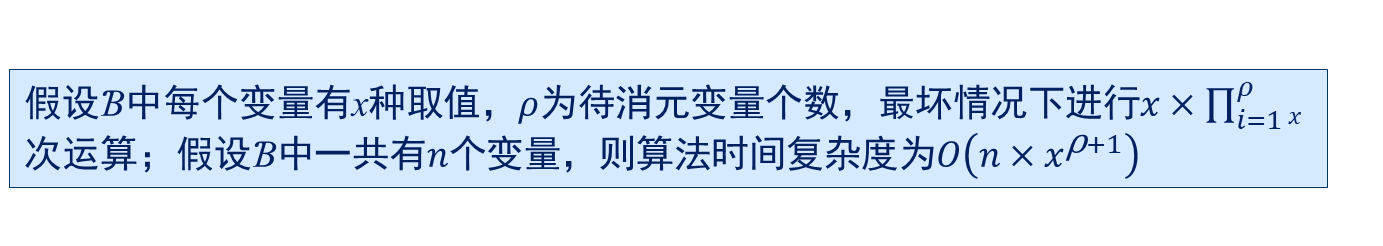 假设ℬ中每个变量有x种取值，ρ为待消元变量个数，最坏情况下进行x × ∏_{i=1}^{ρ} x
次运算；假设ℬ中一共有n个变量，则算法时间复杂度为O(n × x^{ρ+1})